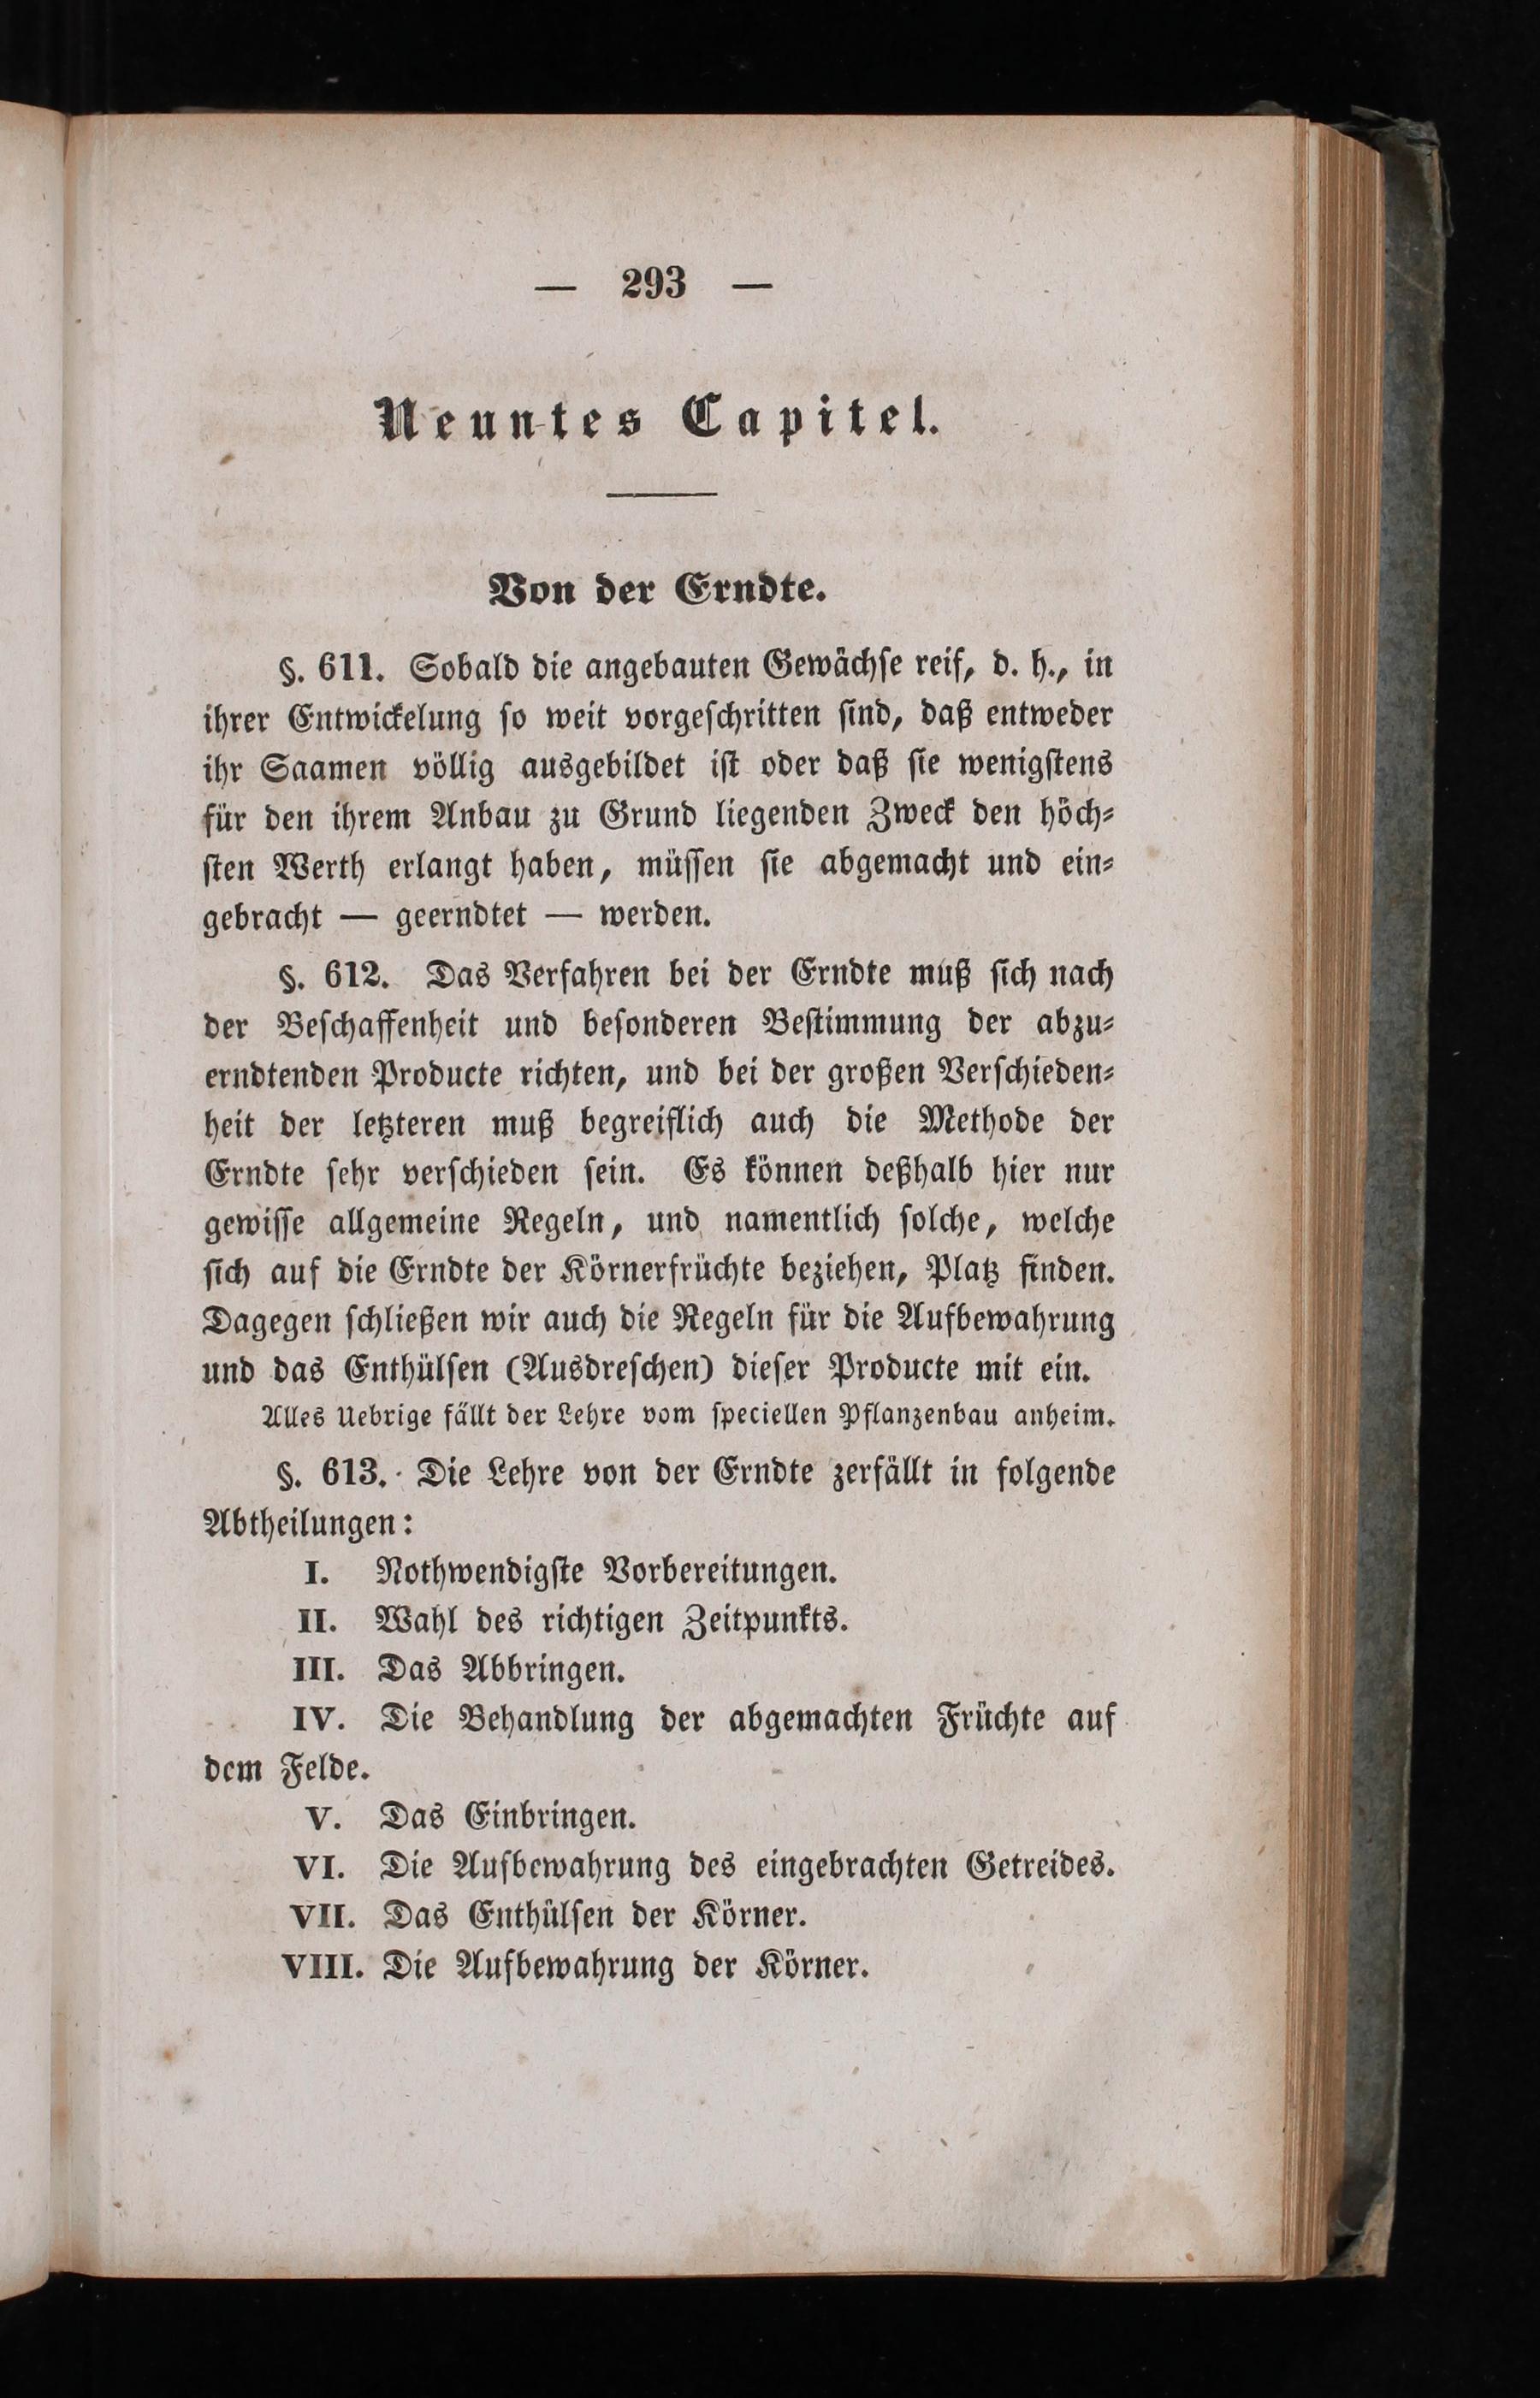 — 293 —
Neuntes Capitel.
Von der Erndte.
§. 611. Sobald die angebauten Gewächſe reif, d. h., in
ihrer Entwickelung ſo weit vorgeſchritten ſind, daß entweder
ihr Saamen völlig ausgebildet iſt oder daß ſie wenigſtens
für den ihrem Anbau zu Grund liegenden Zweck den höch⸗
ſten Werth erlangt haben, müſſen ſie abgemacht und ein⸗
gebracht — geerndtet — werden.
§. 612. Das Verfahren bei der Erndte muß ſich nach
der Beſchaffenheit und beſonderen Beſtimmung der abzu⸗
erndtenden Producte richten, und bei der großen Verſchieden⸗
heit der letzteren muß begreiflich auch die Methode der
Erndte ſehr verſchieden ſein. Es können deßhalb hier nur
gewiſſe allgemeine Regeln, und namentlich ſolche, welche
ſich auf die Erndte der Körnerfrüchte beziehen, Platz finden.
Dagegen ſchließen wir auch die Regeln für die Aufbewahrung
und das Enthülſen (Ausdreſchen) dieſer Producte mit ein.
Alles Uebrige fällt der Lehre vom ſpeciellen Pflanzenbau anheim.
§. 613. Die Lehre von der Erndte zerfällt in folgende
Abtheilungen:
I. Nothwendigſte Vorbereitungen.
II. Wahl des richtigen Zeitpunkts.
III. Das Abbringen.
IV. Die Behandlung der abgemachten Früchte auf
dem Felde.
V. Das Einbringen.
VI. Die Aufbewahrung des eingebrachten Getreides.
VII. Das Enthülſen der Körner.
VIII. Die Aufbewahrung der Körner.